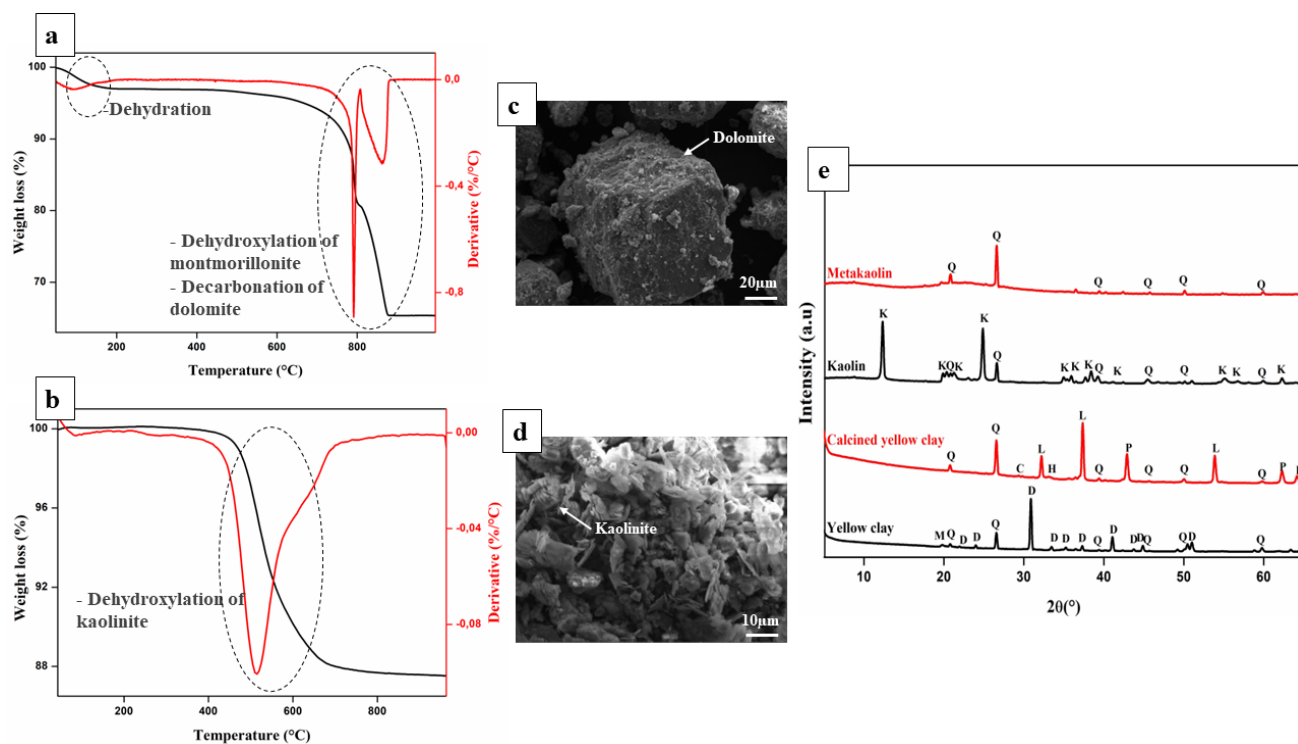 a
100
90
80
70
Weight loss (%)
-Dehydration
- Dehydroxylation of
montmorillonite
- Decarbonation of
dolomite
0,0
-0,4
-0,8
Derivative (%/°C)
200
400
600
800
Temperature (°C)
b
100
96
92
88
Weight loss (%)
- Dehydroxylation of
kaolinite
0,00
-0,04
-0,08
Derivative (%/°C)
200
400
600
800
Temperature (°C)
c
Dolomite
20µm
d
Kaolinite
10µm
e
Intensity (a.u)
Metakaolin
Q Q Q Q Q Q
Kaolin
K K Q K K Q K K K Q K Q Q K K Q K
Calcined yellow clay
Q Q C L H L Q P Q Q L Q P
Yellow clay
M Q D D Q D D D D Q D D D Q Q D Q
10 20 30 40 50 60
2θ(°)